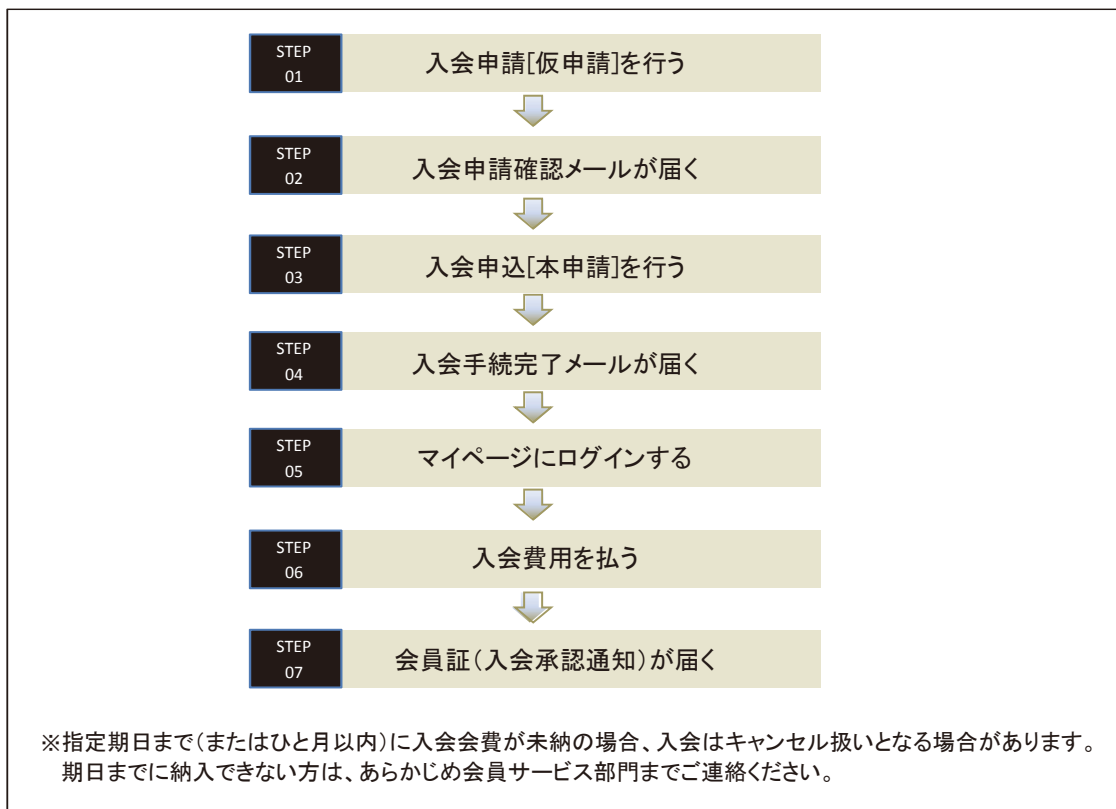 STEP
01
入会申請[仮申請]を行う
STEP
02
入会申請確認メールが届く
STEP
03
入会申込[本申請]を行う
STEP
04
入会手続完了メールが届く
STEP
05
マイページにログインする
STEP
06
入会費用を払う
STEP
07
会員証（入会承認通知）が届く
※指定期日まで（またはひと月以内）に入会会費が未納の場合、入会はキャンセル扱いとなる場合があります。
期日までに納入できない方は、あらかじめ会員サービス部門までご連絡ください。